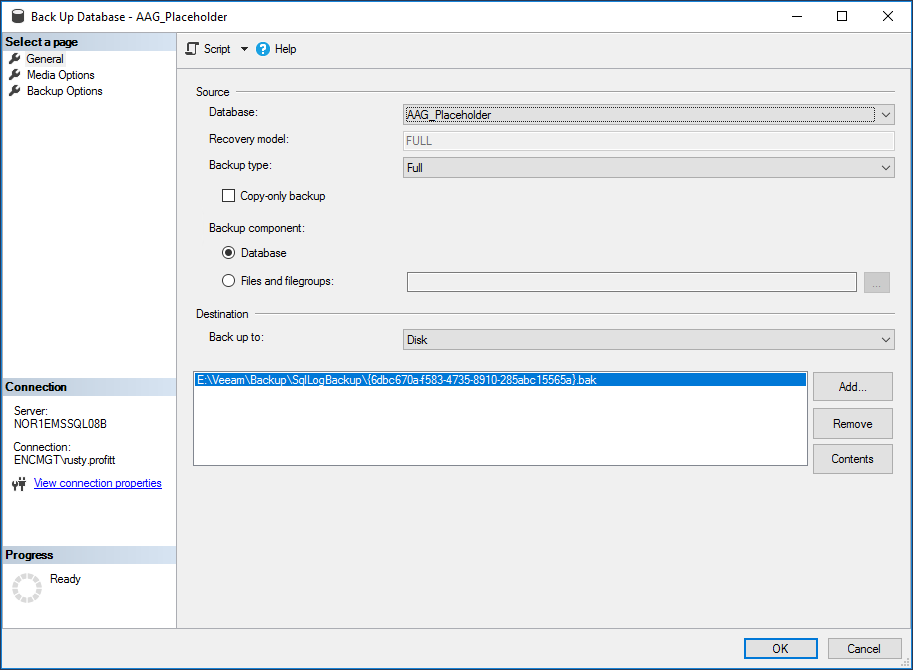 Back Up Database - AAG_Placeholder
Select a page
General
Media Options
Backup Options
Script
Help
Source
Database:
AAG_Placeholder
Recovery model:
FULL
Backup type:
Full
Copy-only backup
Backup component:
Database
Files and filegroups:
...
Destination
Back up to:
Disk
E:\Veeam\Backup\SqlLogBackup\{6dbc670a-f583-4735-8910-285abc15565a}.bak
Add...
Remove
Contents
Connection
Server:
NOR1EMSSQL08B
Connection:
ENCMGT\rusty.profitt
View connection properties
Progress
Ready
OK
Cancel